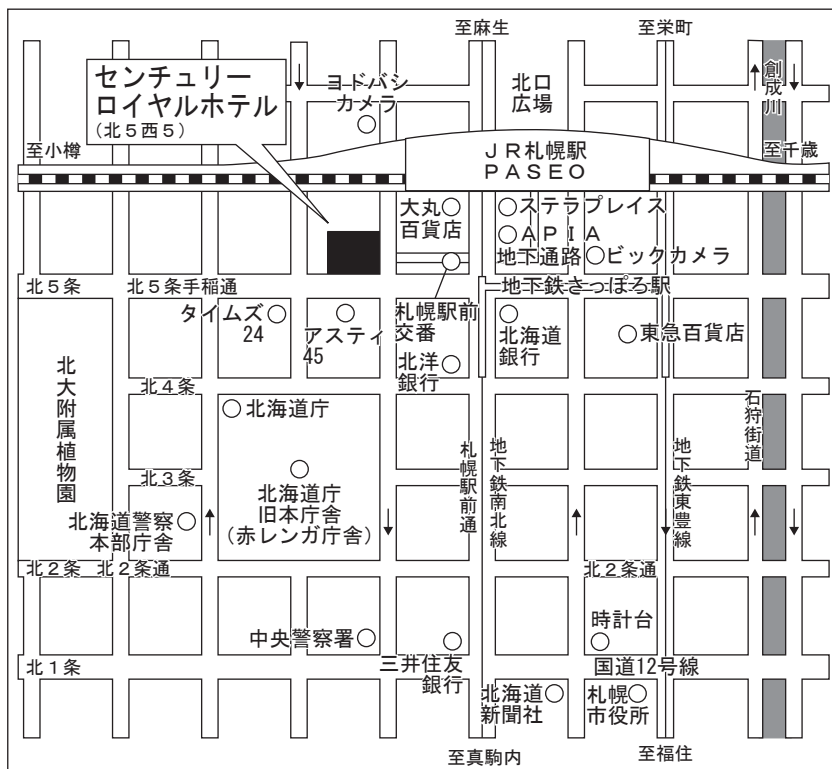 至麻生
至栄町
センチュリー
ロイヤルホテル
(北5西5)
ヨドバシ
カメラ
北口
広場
創成川
至小樽
JR札幌駅
PASEO
至千歳
大丸
百貨店
ステラプレイス
APIA
地下通路
ビックカメラ
北5条
北5条手稲通
地下鉄さっぽろ駅
タイムズ
24
アスティ
45
札幌駅前
交番
北海道
銀行
東急百貨店
北洋
銀行
北大附属植物園
北4条
北海道庁
石狩街道
北3条
北海道庁
旧本庁舎
(赤レンガ庁舎)
札幌駅前通
地下鉄南北線
地下鉄東豊線
北海道警察
本部庁舎
北2条
北2条通
北2条通
中央警察署
三井住友
銀行
時計台
北1条
国道12号線
北海道
新聞社
札幌
市役所
至真駒内
至福住